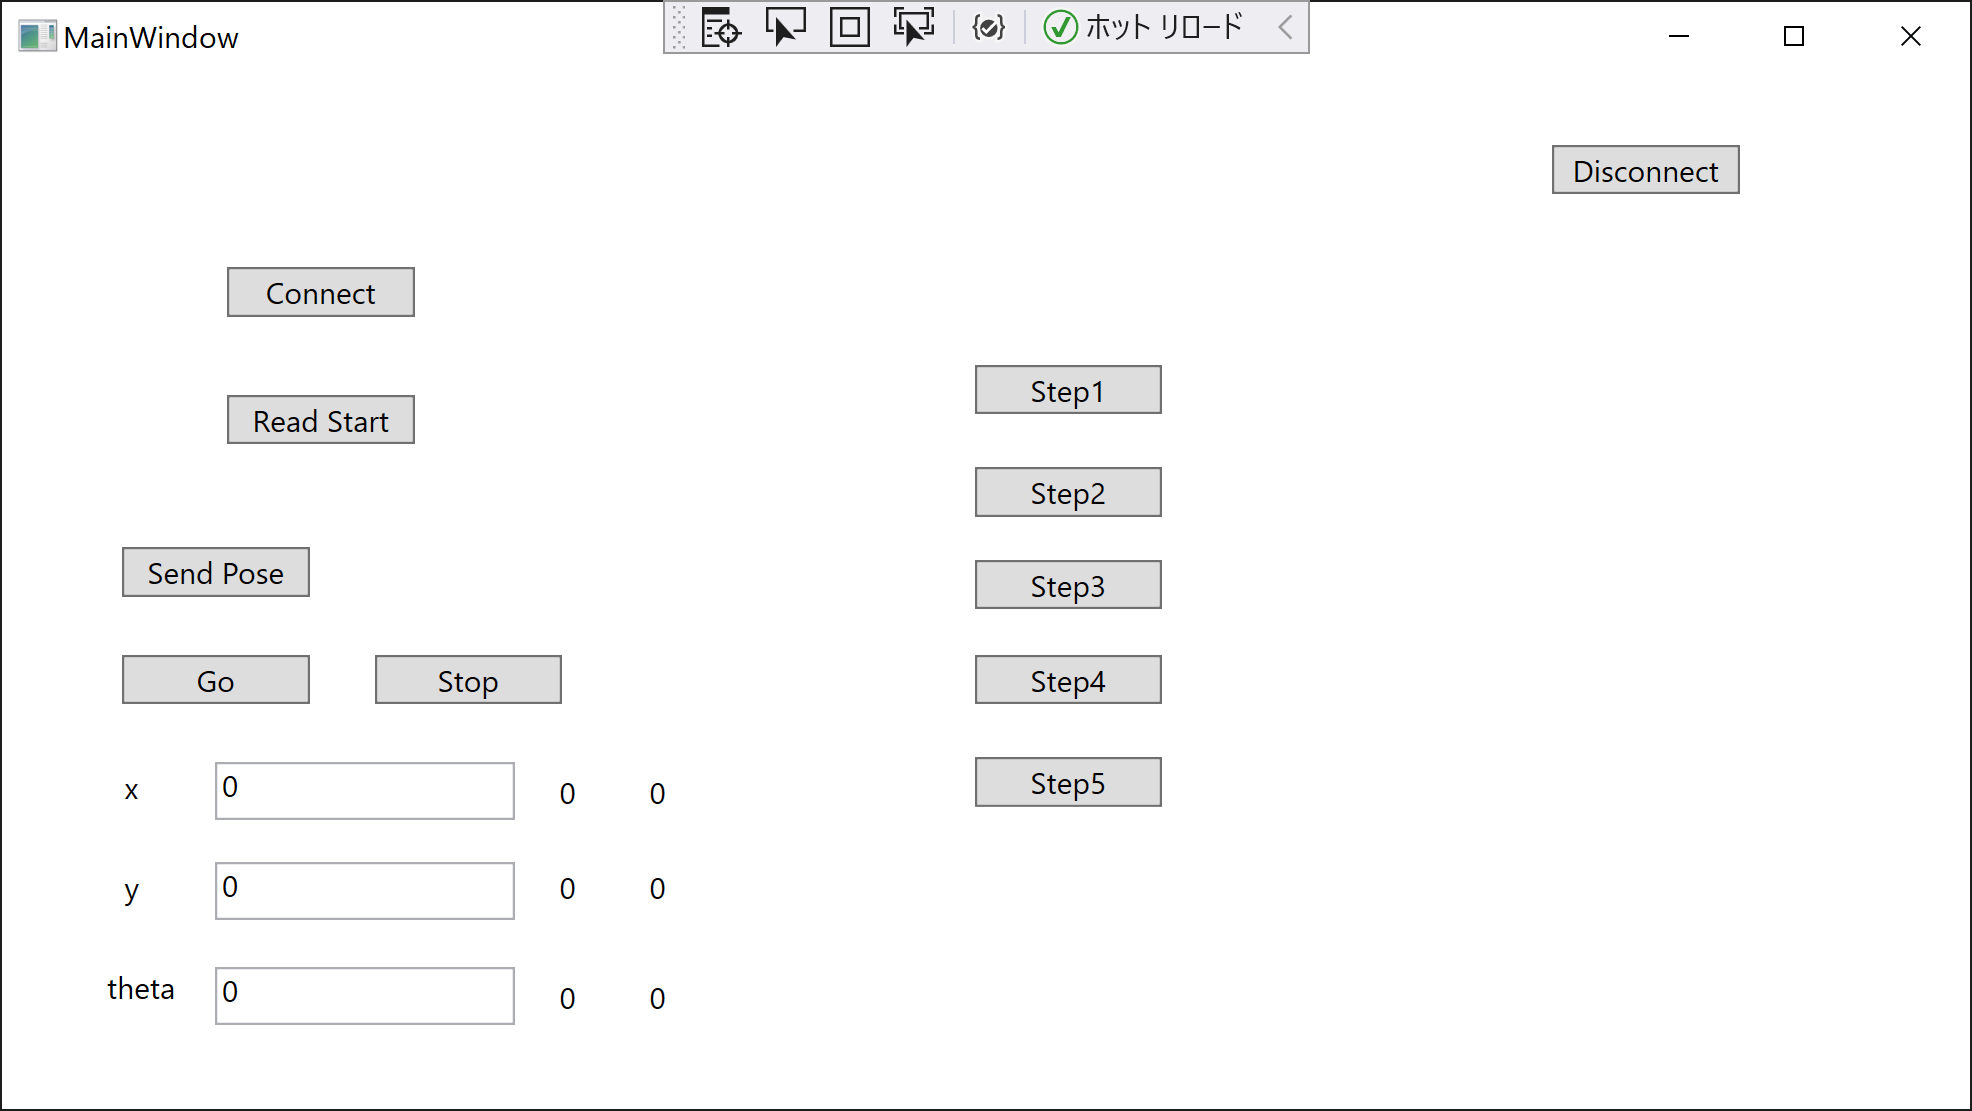 MainWindow
ホット リロード
Disconnect
Connect
Read Start
Step1
Step2
Send Pose
Step3
Go Stop
Step4
x 0 0 0
Step5
y 0 0 0
theta 0 0 0